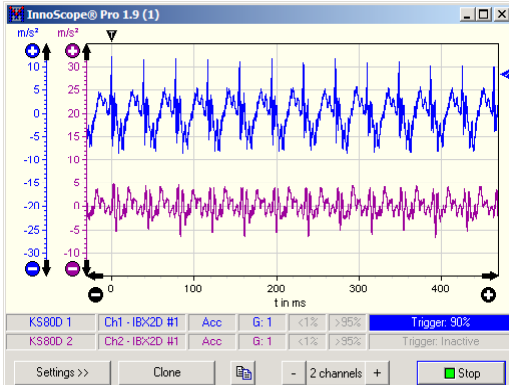 InnoScope® Pro 1.9 (1)
m/s² m/s²
T
10 30
5 25
0 20
-5 15
-10 10
-15 5
-20 0
-25 -5
-30 -10
0 100 200 300 400
t in ms
KS80D 1 Ch1 - IBX2D #1 Acc G: 1 <1% >95% Trigger: 90%
KS80D 2 Ch2 - IBX2D #1 Acc G: 1 <1% >95% Trigger: Inactive
Settings >> Clone - 2 channels + Stop